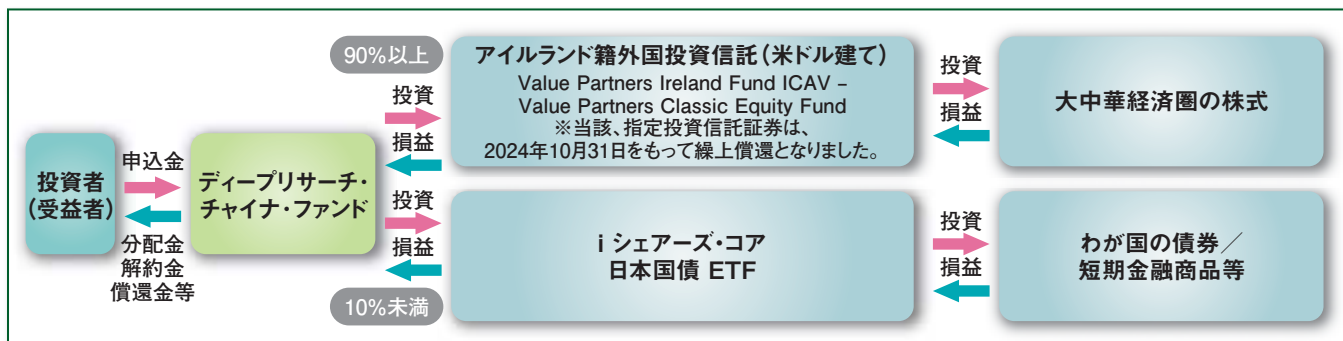 投資者
(受益者)
申込金
分配金
解約金
償還金等
ディープリサーチ・
チャイナ・ファンド
90%以上
投資
損益
アイルランド籍外国投資信託(米ドル建て)
Value Partners Ireland Fund ICAV –
Value Partners Classic Equity Fund
※当該、指定投資信託証券は、
2024年10月31日をもって繰上償還となりました。
投資
損益
大中華経済圏の株式
投資
損益
10%未満
i シェアーズ・コア
日本国債 ETF
投資
損益
わが国の債券/
短期金融商品等